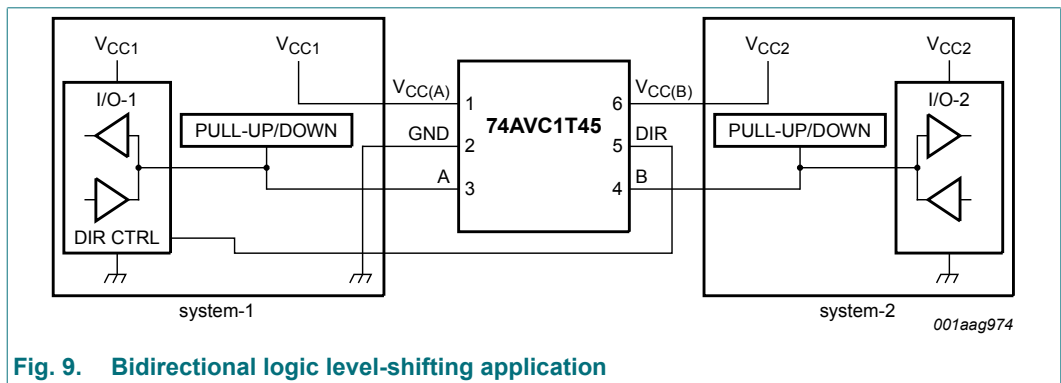 VCC1
VCC1
VCC2
VCC2
I/O-1
PULL-UP/DOWN
DIR CTRL
VCC(A)
GND
A
1
2
3
74AVC1T45
6
5
4
VCC(B)
DIR
B
PULL-UP/DOWN
I/O-2
system-1
system-2
001aag974
Fig. 9. Bidirectional logic level-shifting application